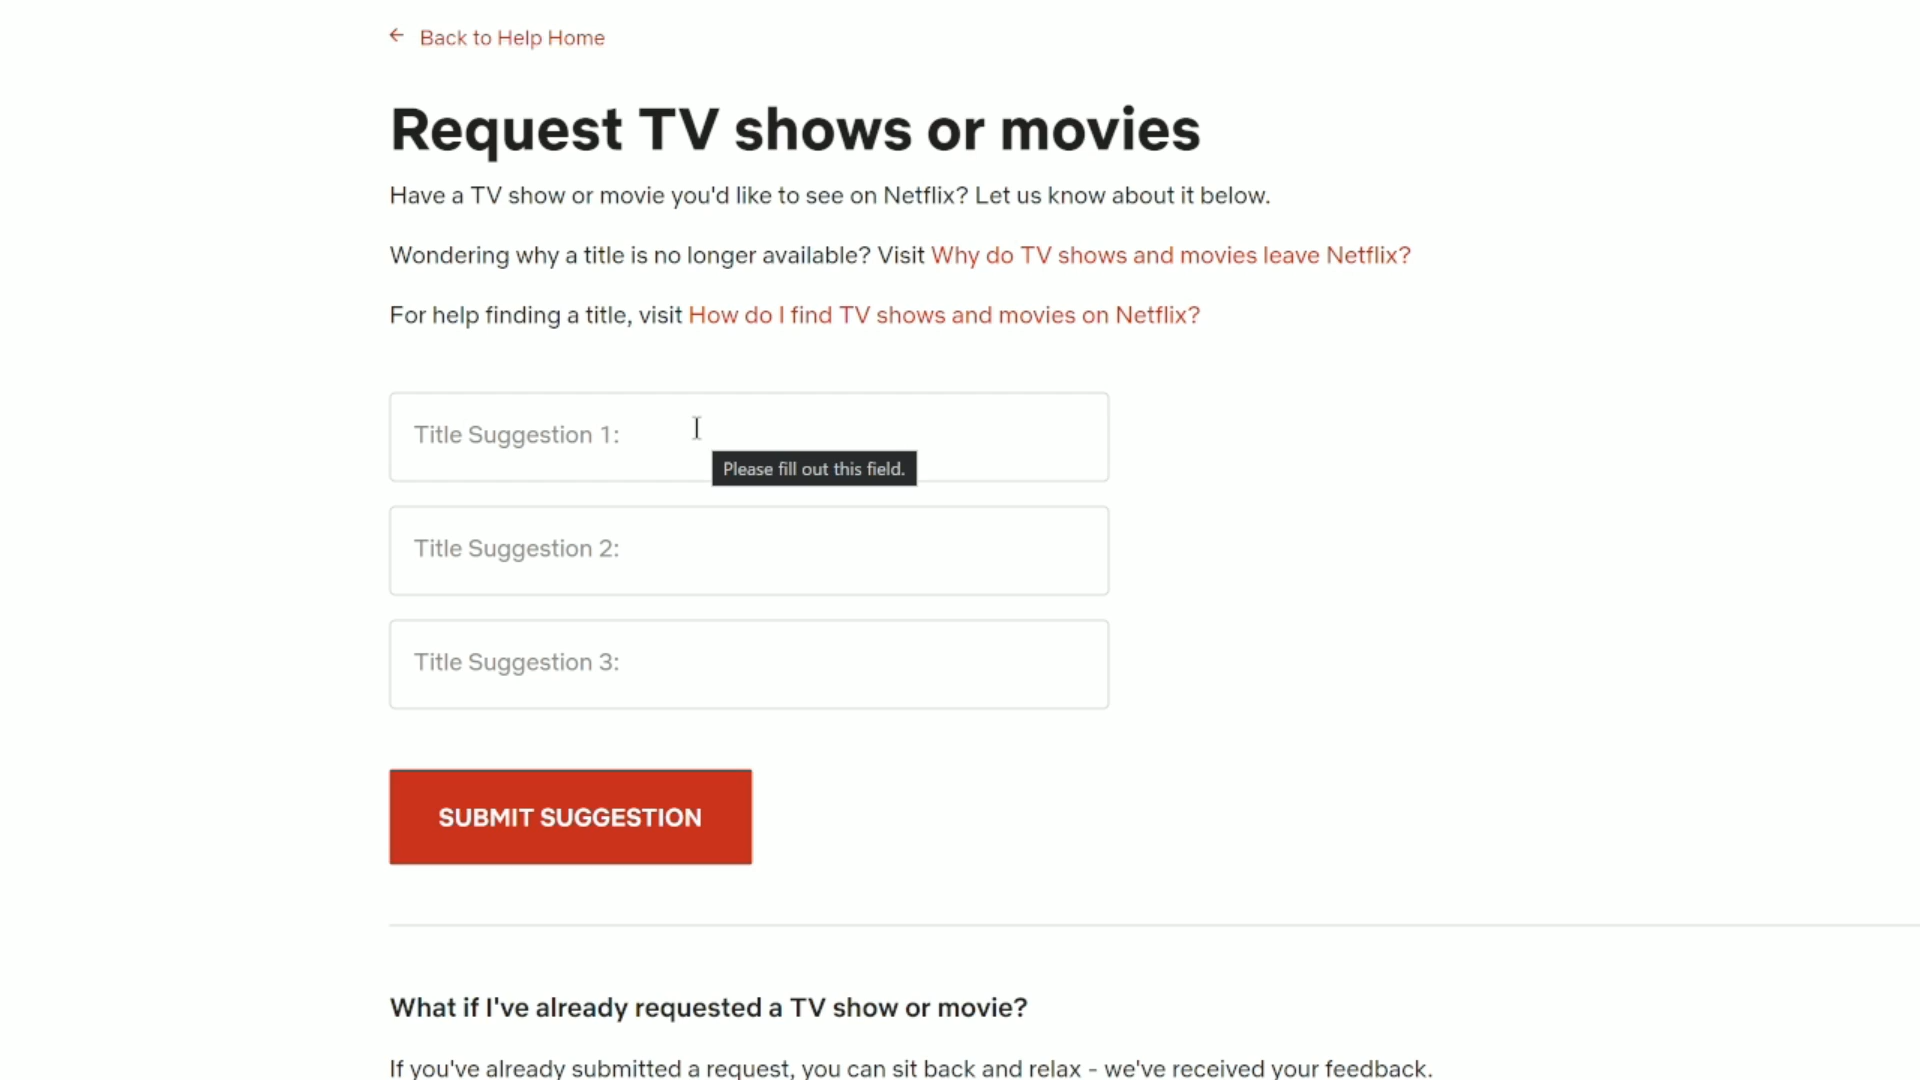 ← Back to Help Home
Request TV shows or movies
Have a TV show or movie you'd like to see on Netflix? Let us know about it below.
Wondering why a title is no longer available? Visit Why do TV shows and movies leave Netflix?
For help finding a title, visit How do I find TV shows and movies on Netflix?
Title Suggestion 1:
Please fill out this field.
Title Suggestion 2:
Title Suggestion 3:
SUBMIT SUGGESTION
What if I've already requested a TV show or movie?
If you've already submitted a request, you can sit back and relax - we've received your feedback.